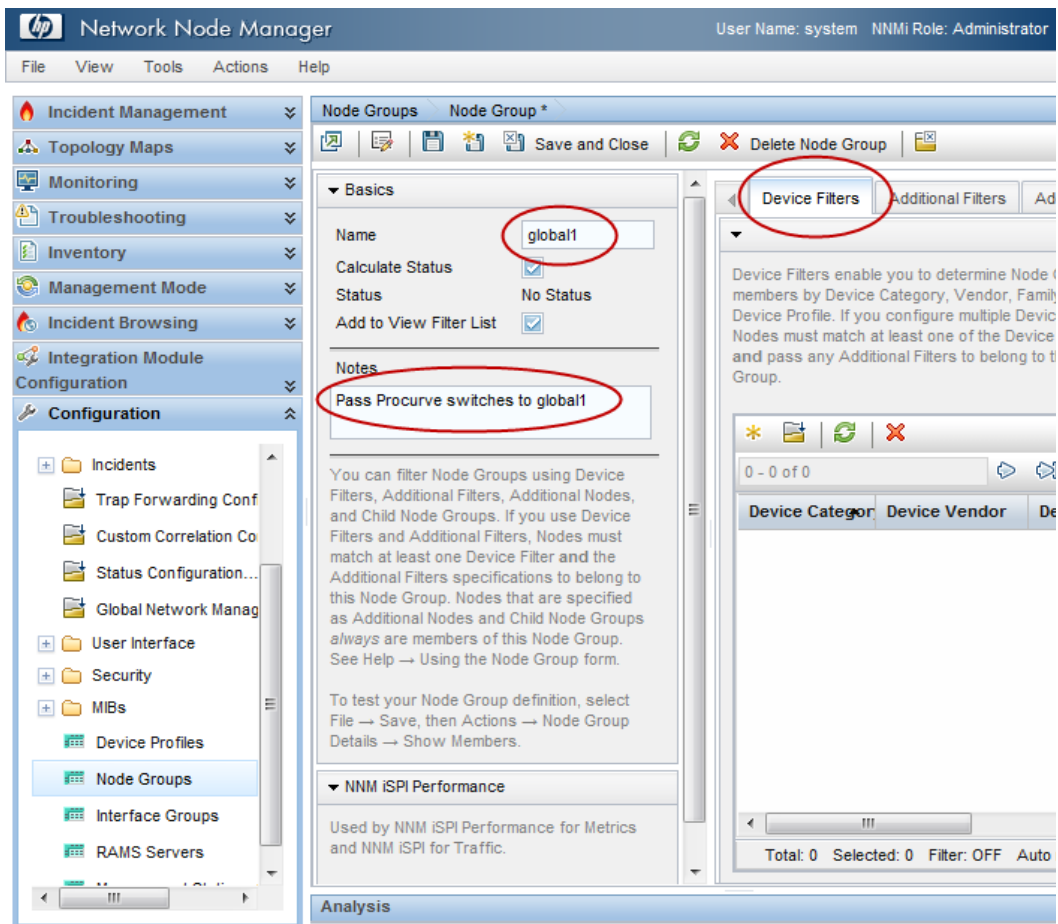 hp Network Node Manager
User Name: system NNMi Role: Administrator
File View Tools Actions Help
Incident Management
Topology Maps
Monitoring
Troubleshooting
Inventory
Management Mode
Incident Browsing
Integration Module
Configuration
Configuration
Incidents
Trap Forwarding Conf
Custom Correlation Co
Status Configuration...
Global Network Manag
User Interface
Security
MIBs
Device Profiles
Node Groups
Interface Groups
RAMS Servers
Node Groups Node Group *
Save and Close Delete Node Group
Basics
Name global1
Calculate Status
Status No Status
Add to View Filter List
Notes
Pass Procurve switches to global1
You can filter Node Groups using Device
Filters, Additional Filters, Additional Nodes,
and Child Node Groups. If you use Device
Filters and Additional Filters, Nodes must
match at least one Device Filter and the
Additional Filters specifications to belong to
this Node Group. Nodes that are specified
as Additional Nodes and Child Node Groups
always are members of this Node Group.
See Help → Using the Node Group form.
To test your Node Group definition, select
File → Save, then Actions → Node Group
Details → Show Members.
NNM iSPI Performance
Used by NNM iSPI Performance for Metrics
and NNM iSPI for Traffic.
Device Filters Additional Filters Ad
Device Filters enable you to determine Node
members by Device Category, Vendor, Family
Device Profile. If you configure multiple Devic
Nodes must match at least one of the Device
and pass any Additional Filters to belong to t
Group.
0 - 0 of 0
Device Category Device Vendor De
Total: 0 Selected: 0 Filter: OFF Auto
Analysis